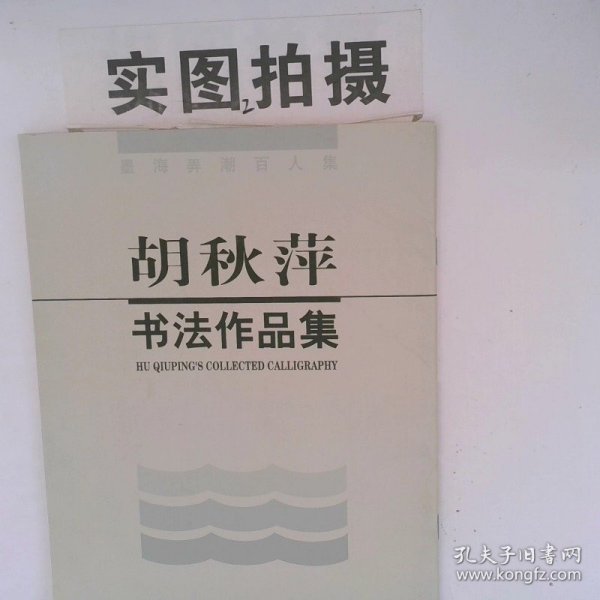 实图拍摄
2
墨海弄潮百人集
胡秋萍
书法作品集
HU QIUPING'S COLLECTED CALLIGRAPHY
孔夫子旧书网
www.kongfz.com